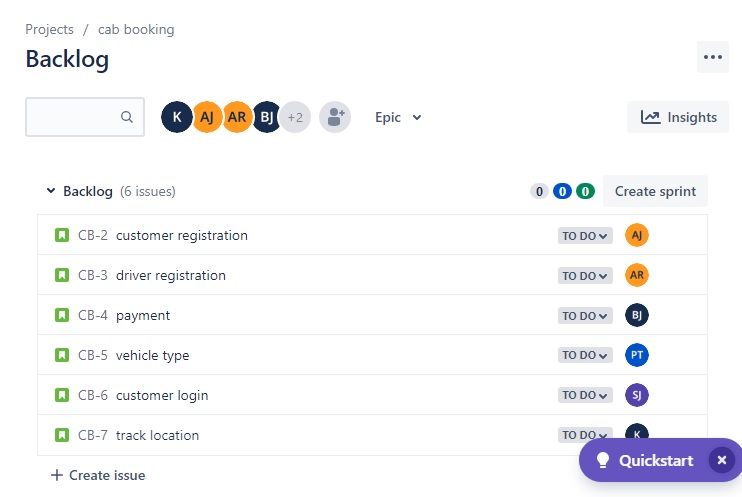 Projects / cab booking
Backlog
K AJ AR BJ +2 Epic Insights
Backlog (6 issues) 0 0 0 Create sprint
CB-2 customer registration TO DO AJ
CB-3 driver registration TO DO AR
CB-4 payment TO DO BJ
CB-5 vehicle type TO DO PT
CB-6 customer login TO DO SJ
CB-7 track location TO DO K
Quickstart
+ Create issue